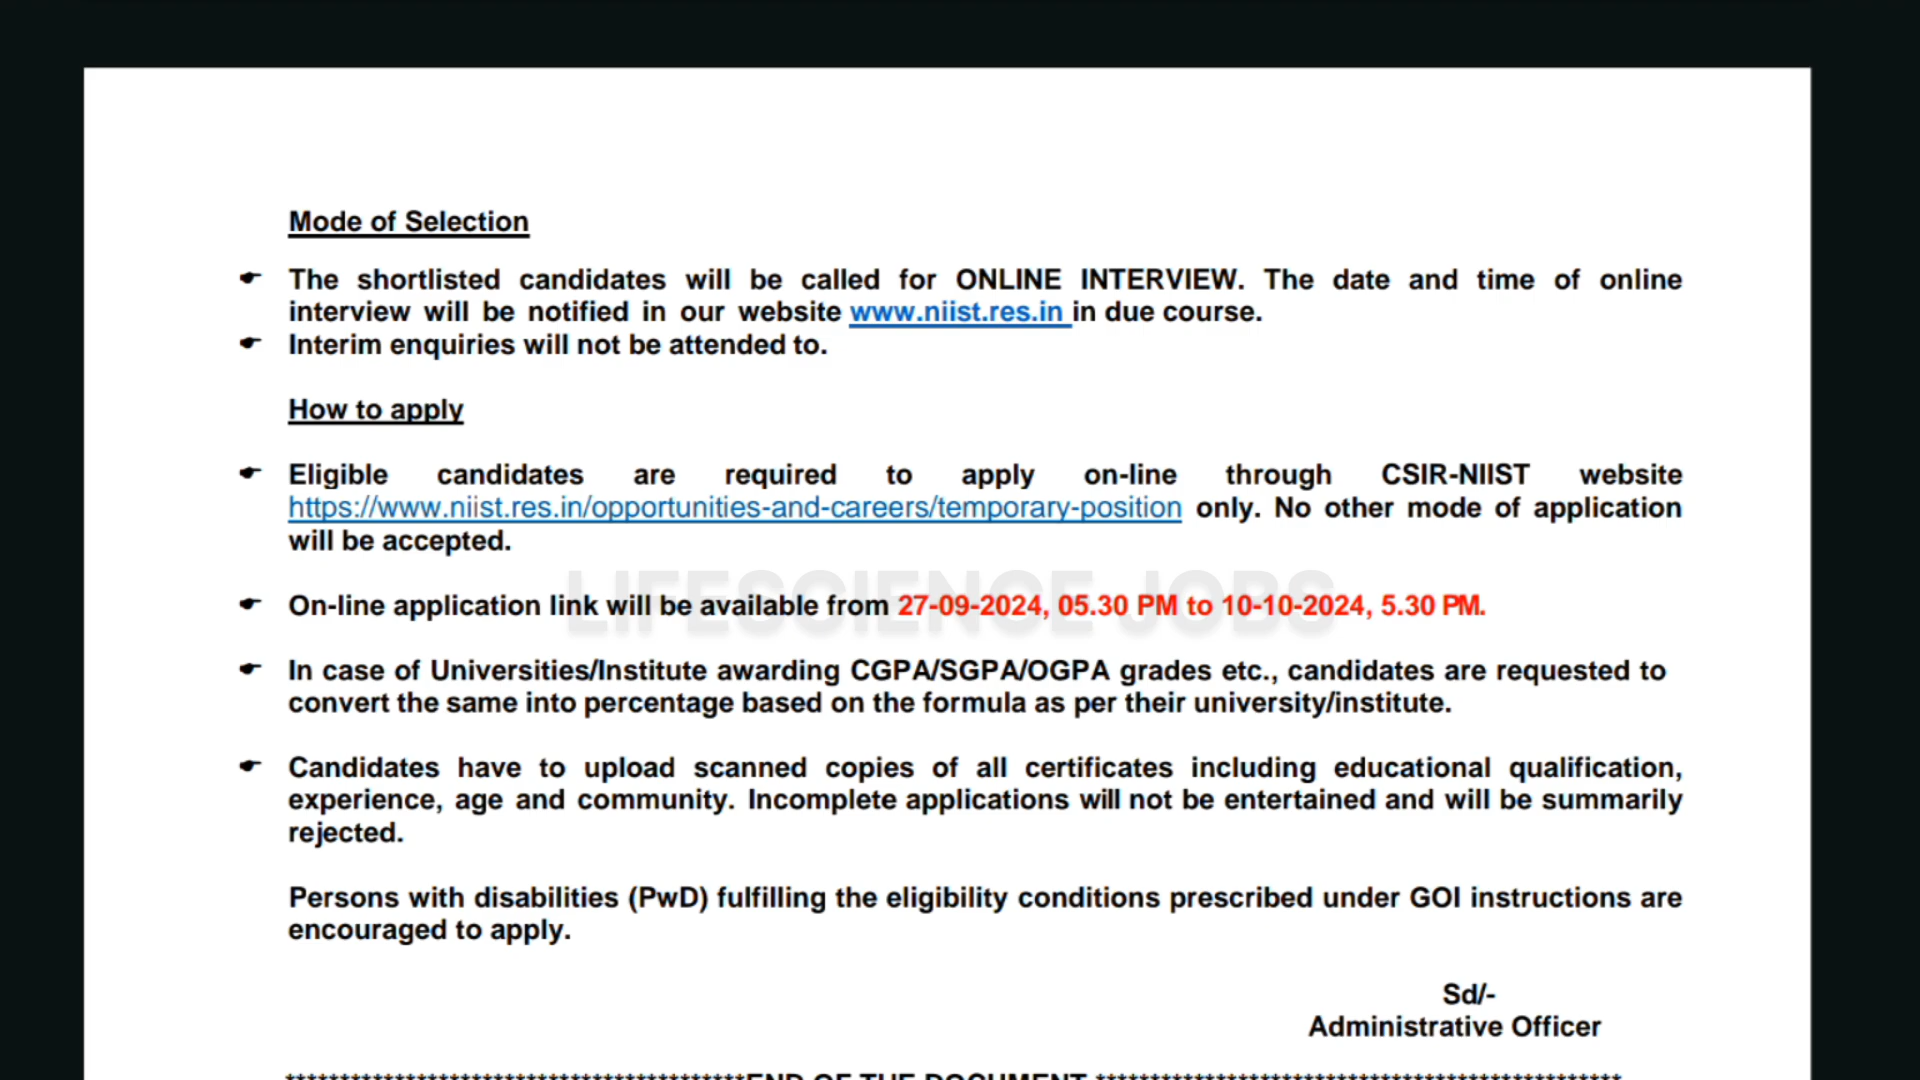 Mode of Selection
The shortlisted candidates will be called for ONLINE INTERVIEW. The date and time of online
interview will be notified in our website www.niist.res.in in due course.
Interim enquiries will not be attended to.
How to apply
Eligible candidates are required to apply on-line through CSIR-NIIST website
https://www.niist.res.in/opportunities-and-careers/temporary-position only. No other mode of application
will be accepted.
LIFESCIENCE JOBS
On-line application link will be available from 27-09-2024, 05.30 PM to 10-10-2024, 5.30 PM.
In case of Universities/Institute awarding CGPA/SGPA/OGPA grades etc., candidates are requested to
convert the same into percentage based on the formula as per their university/institute.
Candidates have to upload scanned copies of all certificates including educational qualification,
experience, age and community. Incomplete applications will not be entertained and will be summarily
rejected.
Persons with disabilities (PwD) fulfilling the eligibility conditions prescribed under GOI instructions are
encouraged to apply.
Sd/-
Administrative Officer
******************************************END OF THE DOCUMENT ************************************************